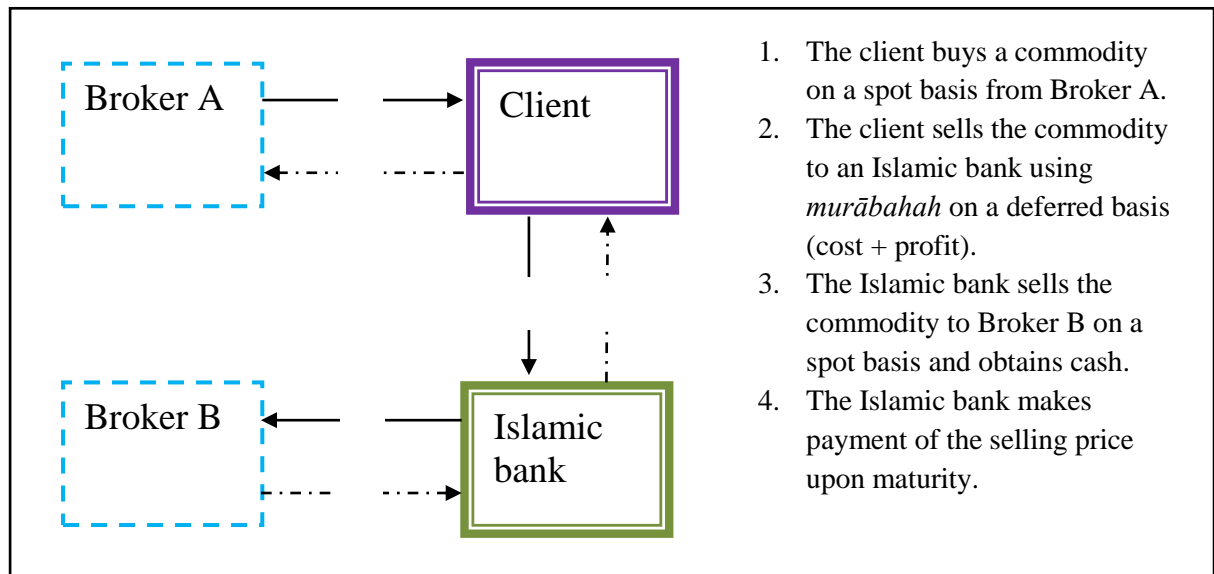 Broker A
Client
Broker B
Islamic
bank
1. The client buys a commodity
on a spot basis from Broker A.
2. The client sells the commodity
to an Islamic bank using
murābahah on a deferred basis
(cost + profit).
3. The Islamic bank sells the
commodity to Broker B on a
spot basis and obtains cash.
4. The Islamic bank makes
payment of the selling price
upon maturity.